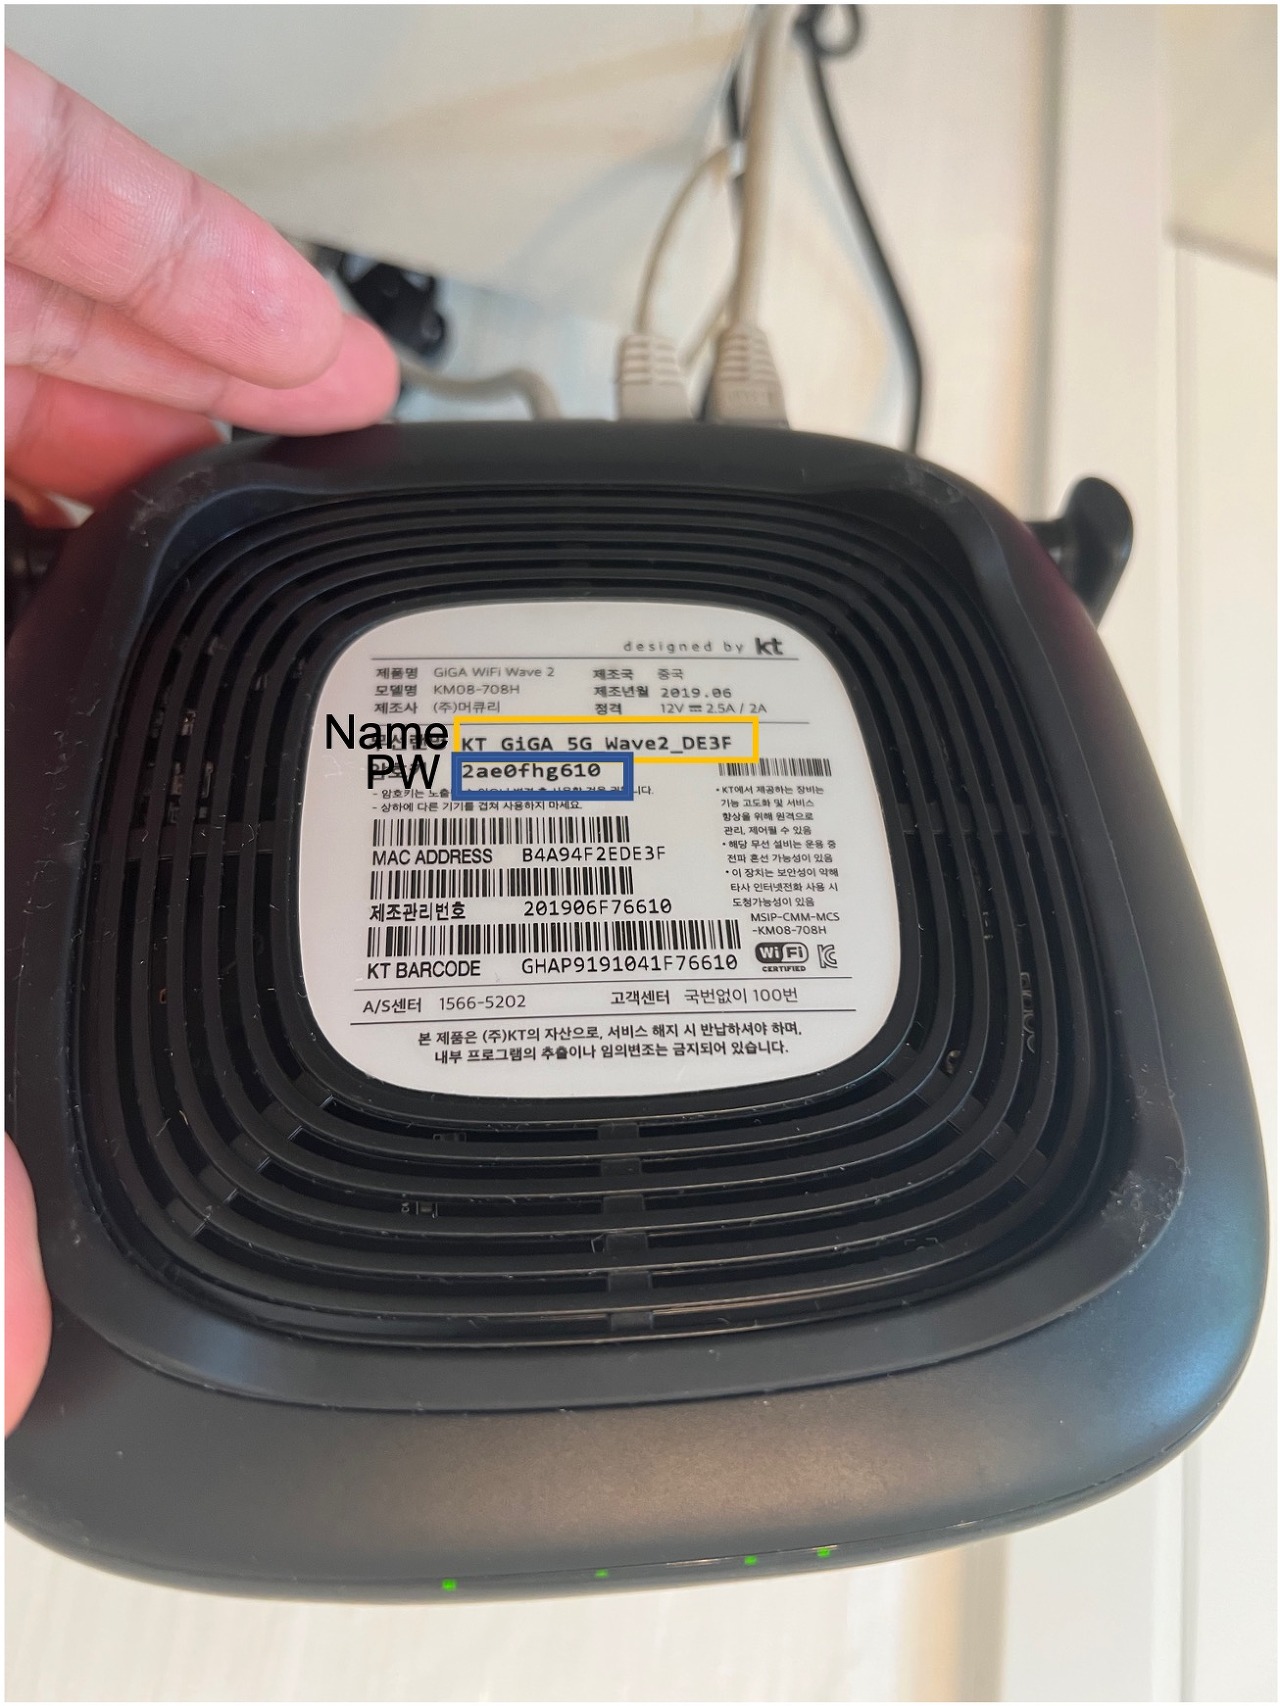 designed by kt
제품명 GiGA WiFi Wave 2 제조국 중국
모델명 KM08-708H 제조년월 2019.06
제조사 (주)머큐리 정격 12V 2.5A / 2A
Name KT GiGA 5G Wave2_DE3F
PW 2ae0fhg610
- 암호키는
- 상하에 다른 기기를 겹쳐 사용하지 마세요.
MAC ADDRESS B4A94F2EDE3F
제조관리번호 201906F76610
KT BARCODE GHAP9191041F76610
• KT에서 제공하는 장비는
기능 고도화 및 서비스
향상을 위해 원격으로
관리, 제어될 수 있음
• 해당 무선 설비는 운용 중
전파 혼선 가능성이 있음
• 이 장치는 보안성이 약해
타사 인터넷전화 사용 시
도청가능성이 있음
MSIP-CMM-MCS
-KM08-708H
Wi Fi
CERTIFIED
A/S센터 1566-5202 고객센터 국번없이 100번
본 제품은 (주)KT의 자산으로, 서비스 해지 시 반납하셔야 하며,
내부 프로그램의 추출이나 임의변조는 금지되어 있습니다.